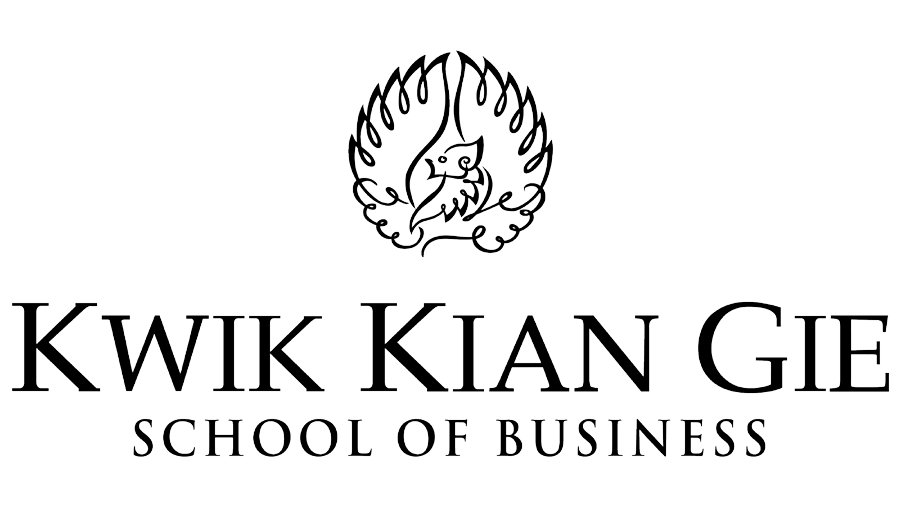 KWIK KIAN GIE
SCHOOL OF BUSINESS